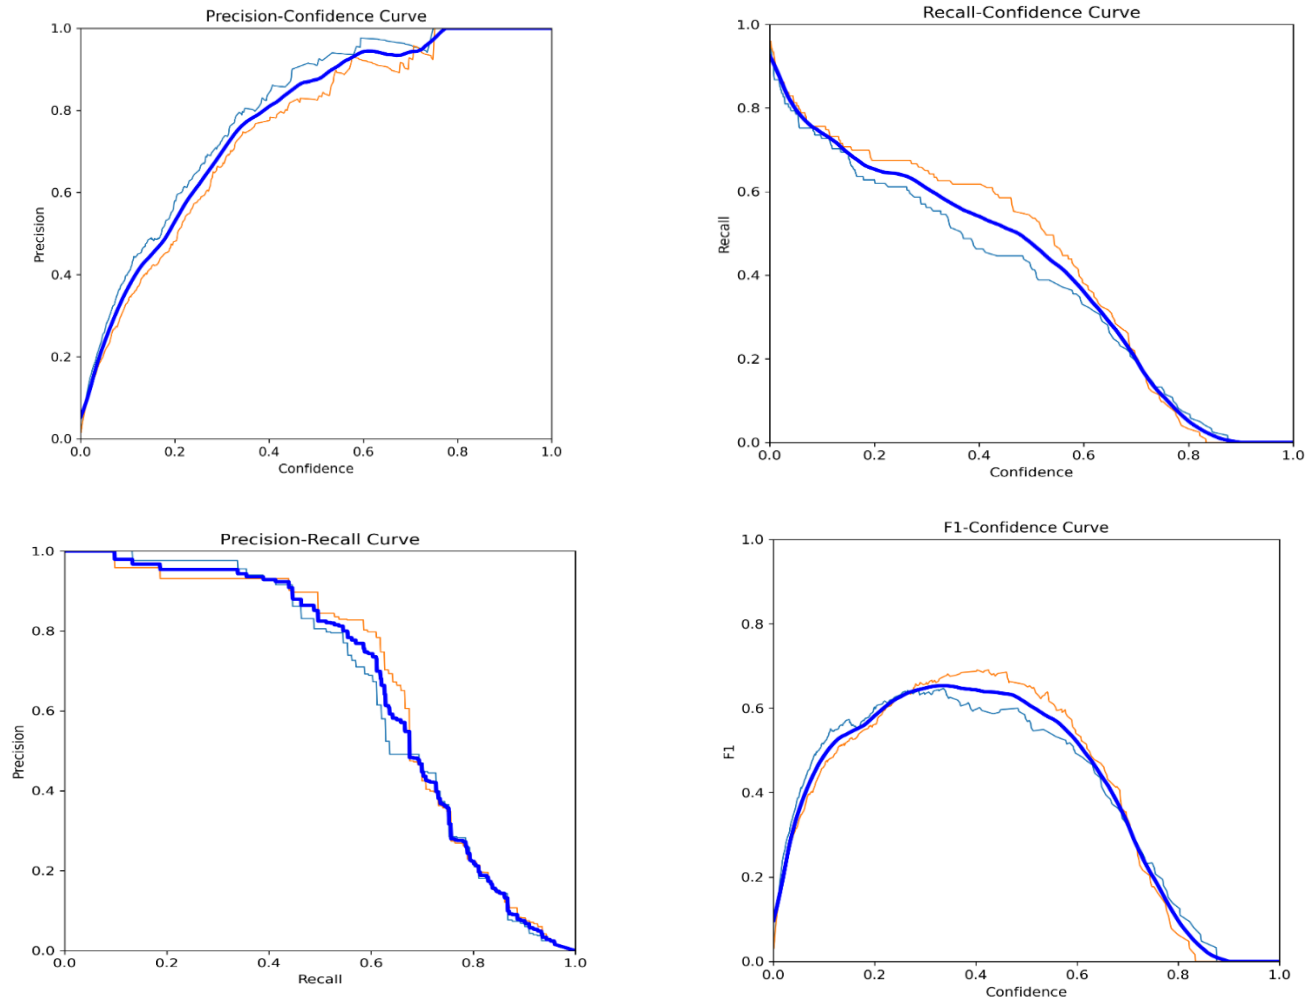 Precision-Confidence Curve
1.0
0.8
0.6
0.4
0.2
0.0
Precision
0.0 0.2 0.4 0.6 0.8 1.0
Confidence
Recall-Confidence Curve
1.0
0.8
0.6
0.4
0.2
0.0
Recall
0.0 0.2 0.4 0.6 0.8 1.0
Confidence
Precision-Recall Curve
1.0
0.8
0.6
0.4
0.2
0.0
Precision
0.0 0.2 0.4 0.6 0.8 1.0
Recall
F1-Confidence Curve
1.0
0.8
0.6
0.4
0.2
0.0
F1
0.0 0.2 0.4 0.6 0.8 1.0
Confidence